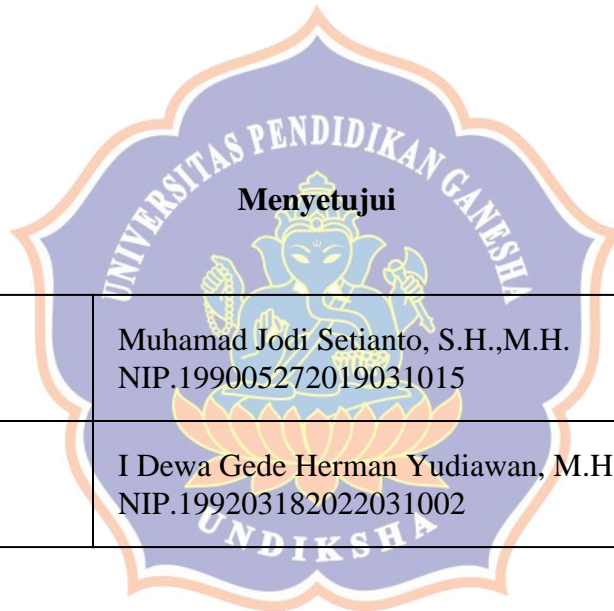 UNIVERSITAS PENDIDIKAN GANESHA
Menyetujui
Muhamad Jodi Setianto, S.H.,M.H.
NIP.199005272019031015
I Dewa Gede Herman Yudiawan, M.H
NIP.199203182022031002
UNDIKSHA